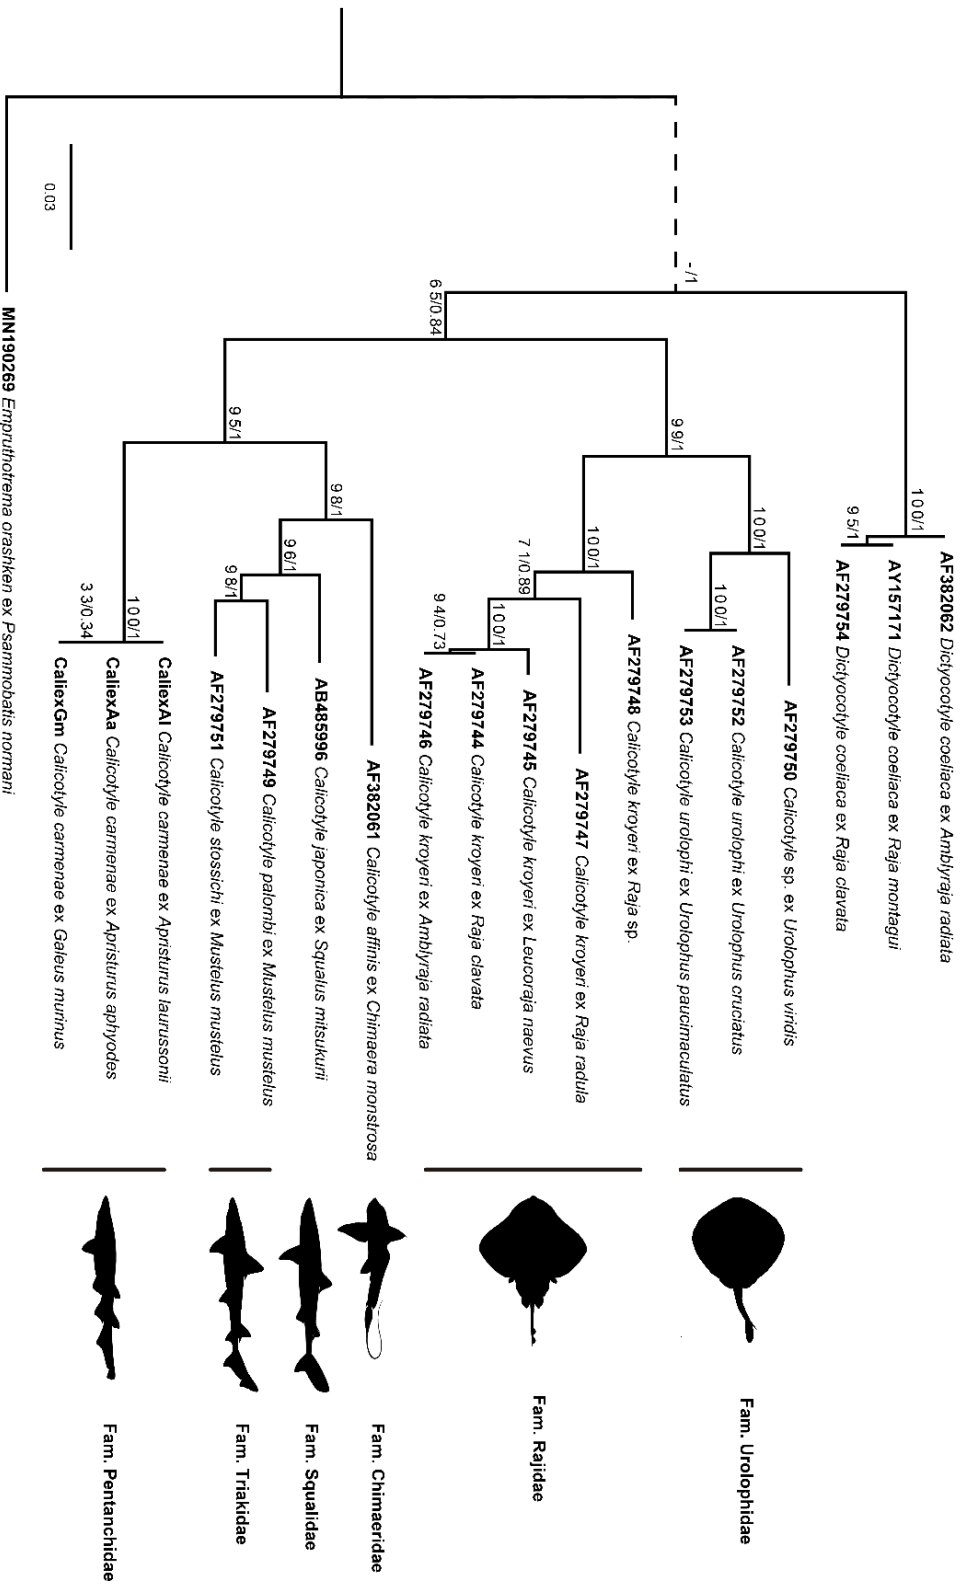 AF382062 Dictyocotyle coeliaca ex Amblyraja radiata
AY157171 Dictyocotyle coeliaca ex Raja montagui
AF279754 Dictyocotyle coeliaca ex Raja clavata
AF279750 Calicotyle sp. ex Urolophus viridis
AF279752 Calicotyle urolophi ex Urolophus cruciatus
AF279753 Calicotyle urolophi ex Urolophus paucimaculatus
AF279748 Calicotyle kroyeri ex Raja sp.
AF279747 Calicotyle kroyeri ex Raja radula
AF279745 Calicotyle kroyeri ex Leucoraja naevus
AF279744 Calicotyle kroyeri ex Raja clavata
AF279746 Calicotyle kroyeri ex Amblyraja radiata
AF382061 Calicotyle affinis ex Chimaera monstrosa
AB485996 Calicotyle japonica ex Squalus mitsukurii
AF279749 Calicotyle palombi ex Mustelus mustelus
AF279751 Calicotyle stossichi ex Mustelus mustelus
CaliexAl Calicotyle carmenae ex Apristurus laurussonii
CaliexAa Calicotyle carmenae ex Apristurus aphyodes
CaliexGm Calicotyle carmenae ex Galeus murinus
MN190269 Empruthotrema orashken ex Psammobatis normani
100/1
95/1
-/1
100/1
100/1
99/1
100/1
71/0.89
100/1
94/0.73
65/0.84
98/1
96/1
98/1
95/1
100/1
33/0.34
0.03
Fam. Urolophidae
Fam. Rajidae
Fam. Chimaeridae
Fam. Squalidae
Fam. Triakidae
Fam. Pentanchidae